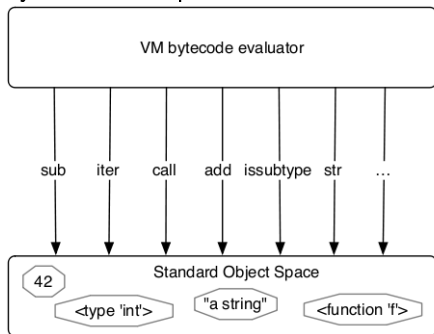 VM bytecode evaluator
sub iter call add issubtype str ...
Standard Object Space
42
<type 'int'>
"a string"
<function 'f'>